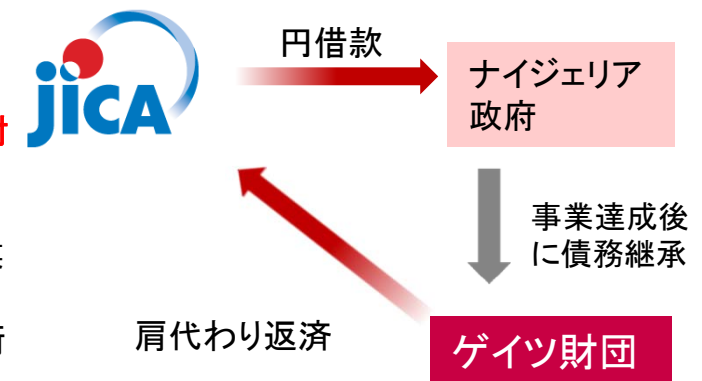 jica
円借款
ナイジェリア
政府
事業達成後
に債務継承
肩代わり返済
ゲイツ財団